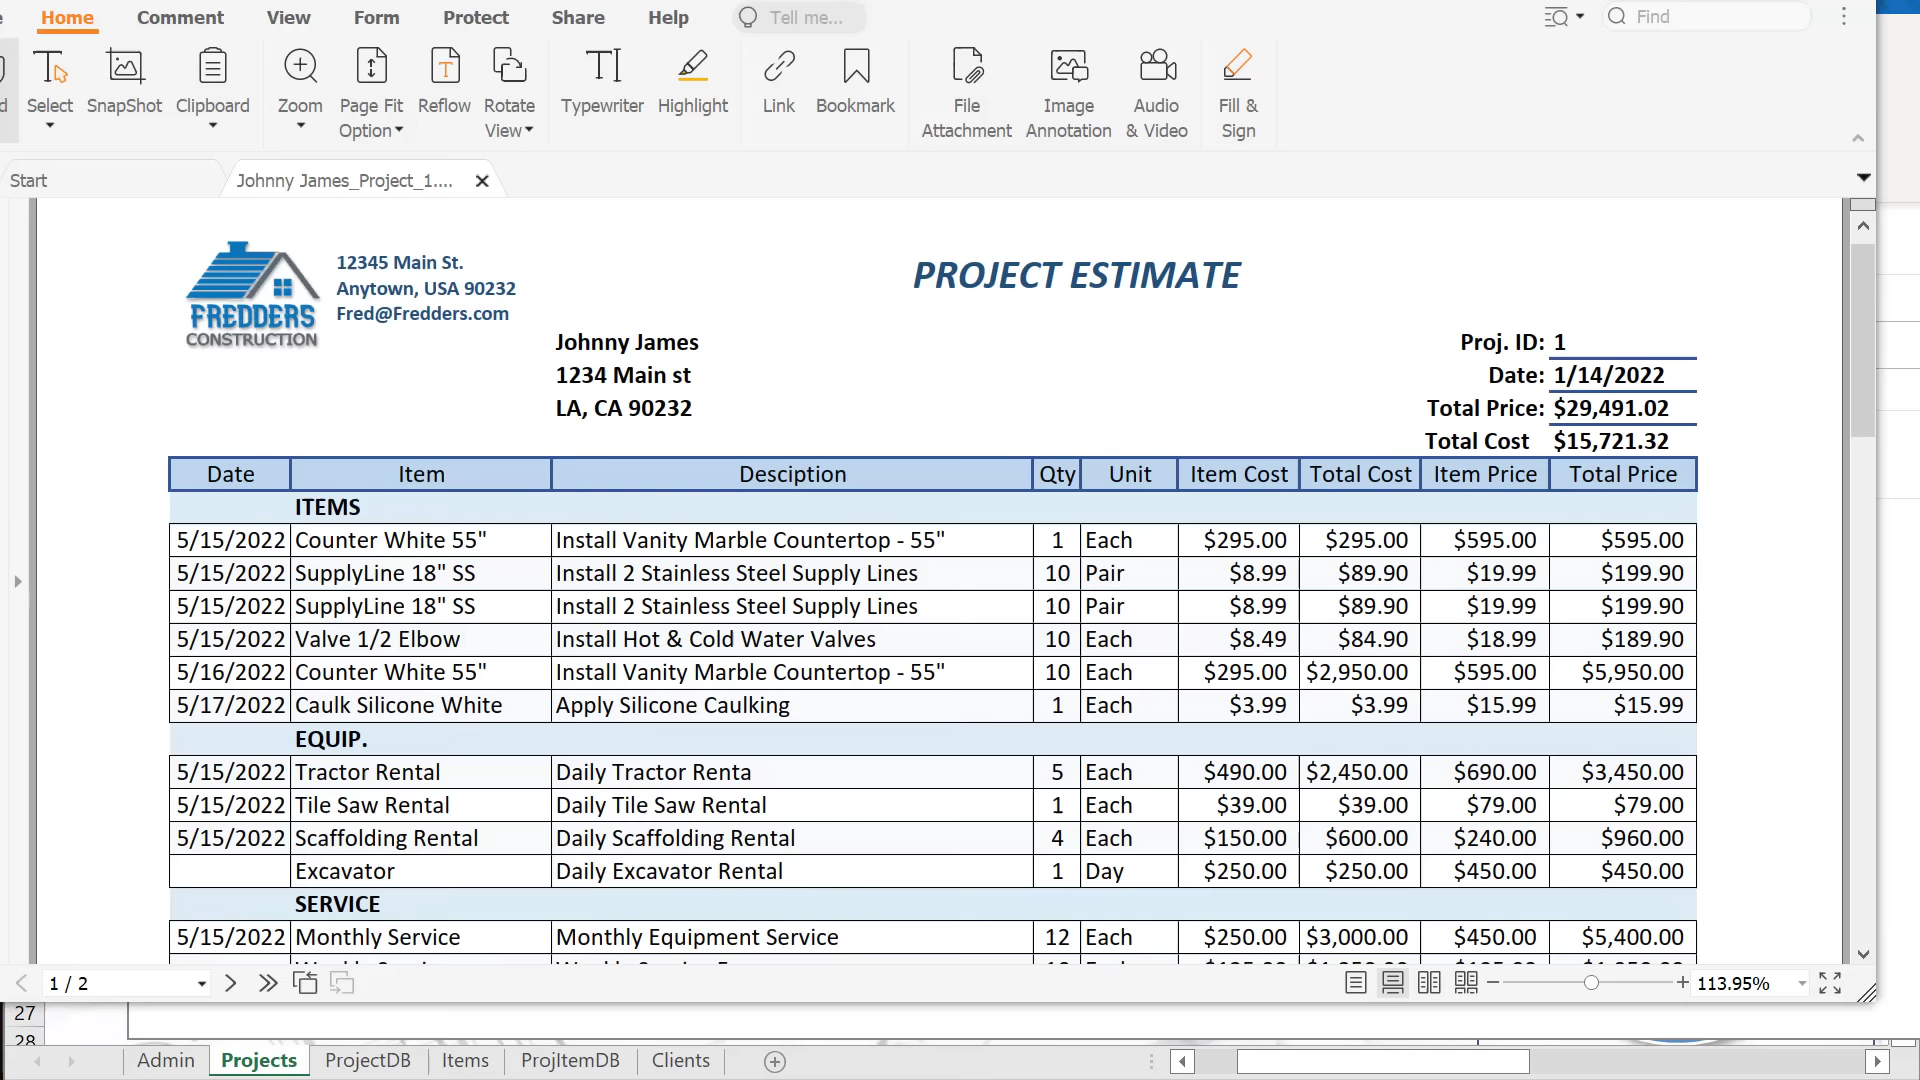 Home Comment View Form Protect Share Help Tell me... Find
Select SnapShot Clipboard Zoom Page Fit Option Reflow Rotate View Typewriter Highlight Link Bookmark File Attachment Image Annotation Audio & Video Fill & Sign
Start Johnny James_Project_1....
FREDDERS
CONSTRUCTION
12345 Main St.
Anytown, USA 90232
Fred@Fredders.com
PROJECT ESTIMATE
Johnny James
1234 Main st
LA, CA 90232
Proj. ID: 1
Date: 1/14/2022
Total Price: $29,491.02
Total Cost $15,721.32
Date Item Desciption Qty Unit Item Cost Total Cost Item Price Total Price
ITEMS
5/15/2022 Counter White 55" Install Vanity Marble Countertop - 55" 1 Each $295.00 $295.00 $595.00 $595.00
5/15/2022 SupplyLine 18" SS Install 2 Stainless Steel Supply Lines 10 Pair $8.99 $89.90 $19.99 $199.90
5/15/2022 SupplyLine 18" SS Install 2 Stainless Steel Supply Lines 10 Pair $8.99 $89.90 $19.99 $199.90
5/15/2022 Valve 1/2 Elbow Install Hot & Cold Water Valves 10 Each $8.49 $84.90 $18.99 $189.90
5/16/2022 Counter White 55" Install Vanity Marble Countertop - 55" 10 Each $295.00 $2,950.00 $595.00 $5,950.00
5/17/2022 Caulk Silicone White Apply Silicone Caulking 1 Each $3.99 $3.99 $15.99 $15.99
EQUIP.
5/15/2022 Tractor Rental Daily Tractor Renta 5 Each $490.00 $2,450.00 $690.00 $3,450.00
5/15/2022 Tile Saw Rental Daily Tile Saw Rental 1 Each $39.00 $39.00 $79.00 $79.00
5/15/2022 Scaffolding Rental Daily Scaffolding Rental 4 Each $150.00 $600.00 $240.00 $960.00
Excavator Daily Excavator Rental 1 Day $250.00 $250.00 $450.00 $450.00
SERVICE
5/15/2022 Monthly Service Monthly Equipment Service 12 Each $250.00 $3,000.00 $450.00 $5,400.00
1 / 2 113.95%
27
28
Admin Projects ProjectDB Items ProjItemDB Clients